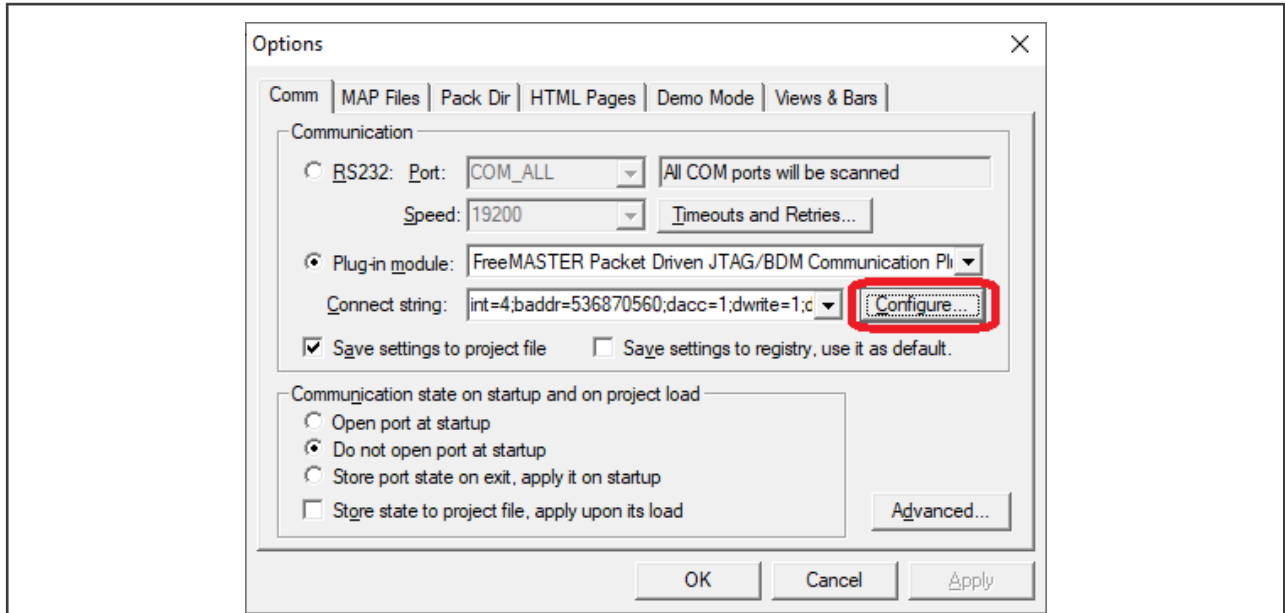 Options
Comm MAP Files Pack Dir HTML Pages Demo Mode Views & Bars
Communication
RS232: Port: COM_ALL All COM ports will be scanned
Speed: 19200 Timeouts and Retries...
Plug-in module: FreeMASTER Packet Driven JTAG/BDM Communication
Connect string: int=4;baddr=536870560;dacc=1;dwrite=1;d Configure...
Save settings to project file Save settings to registry, use it as default.
Communication state on startup and on project load
Open port at startup
Do not open port at startup
Store port state on exit, apply it on startup
Store state to project file, apply upon its load Advanced...
OK Cancel Apply